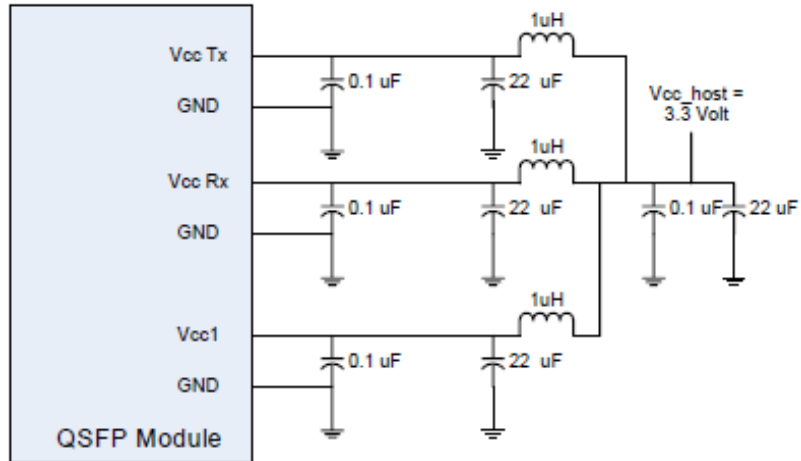 1uH
Vcc Tx
0.1 uF
22 uF
GND
Vcc_host =
3.3 Volt
1uH
Vcc Rx
0.1 uF
22 uF
0.1 uF
22 uF
GND
1uH
Vcc1
0.1 uF
22 uF
GND
QSFP Module